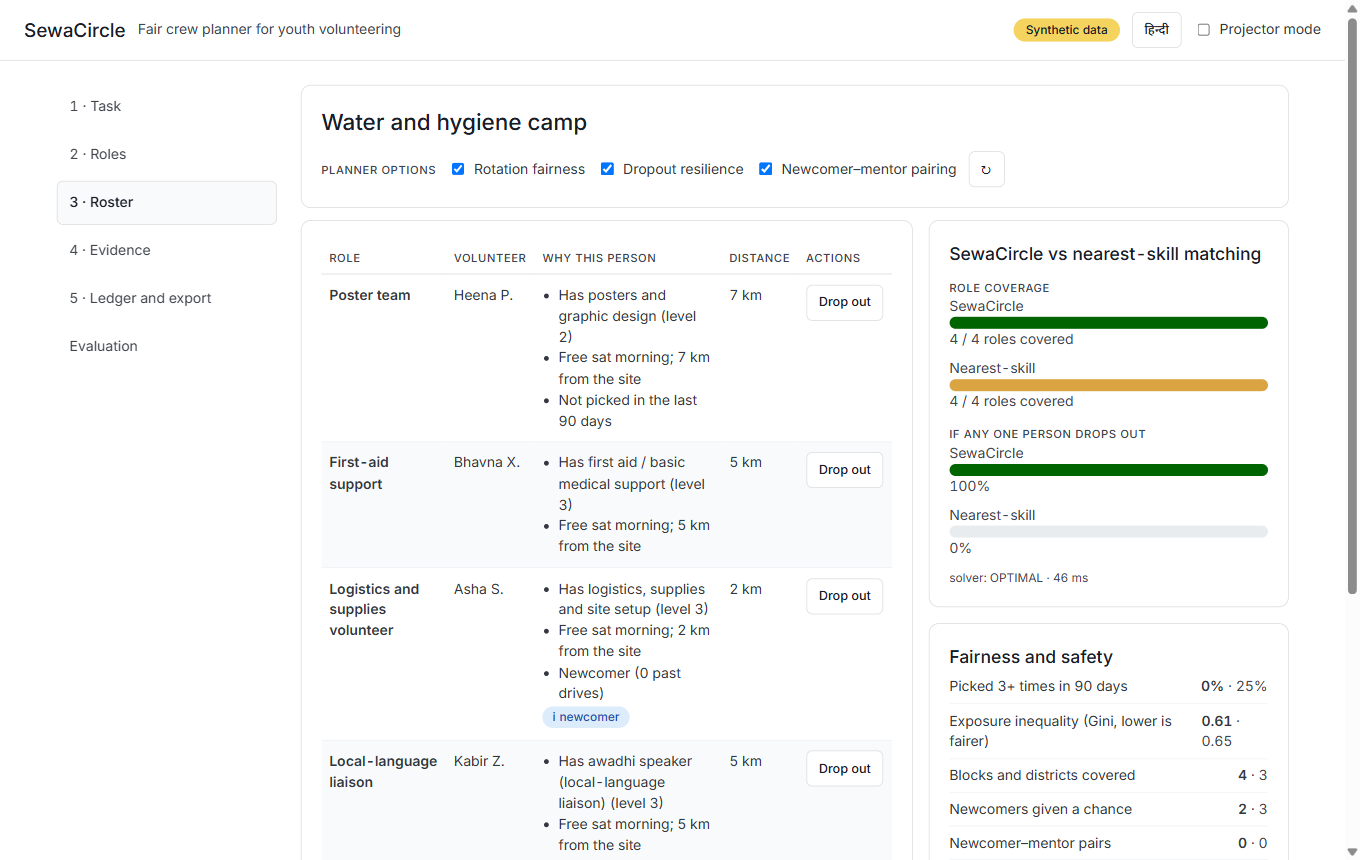 SewaCircle Fair crew planner for youth volunteering
Synthetic data
हिन्दी
Projector mode
1 · Task
2 · Roles
3 · Roster
4 · Evidence
5 · Ledger and export
Evaluation
Water and hygiene camp
PLANNER OPTIONS Rotation fairness Dropout resilience Newcomer–mentor pairing ↻
ROLE VOLUNTEER WHY THIS PERSON DISTANCE ACTIONS
Poster team Heena P. • Has posters and 7 km Drop out
graphic design (level
2)
• Free sat morning; 7 km
from the site
• Not picked in the last
90 days
First-aid Bhavna X. • Has first aid / basic 5 km Drop out
support medical support (level
3)
• Free sat morning; 5 km
from the site
Logistics and Asha S. • Has logistics, supplies 2 km Drop out
supplies and site setup (level 3)
volunteer • Free sat morning; 2 km
from the site
• Newcomer (0 past
drives)
i newcomer
Local-language Kabir Z. • Has awadhi speaker 5 km Drop out
liaison (local-language
liaison) (level 3)
• Free sat morning; 5 km
from the site
SewaCircle vs nearest-skill matching
ROLE COVERAGE
SewaCircle
4 / 4 roles covered
Nearest-skill
4 / 4 roles covered
IF ANY ONE PERSON DROPS OUT
SewaCircle
100%
Nearest-skill
0%
solver: OPTIMAL · 46 ms
Fairness and safety
Picked 3+ times in 90 days 0% · 25%
Exposure inequality (Gini, lower is 0.61 ·
fairer) 0.65
Blocks and districts covered 4 · 3
Newcomers given a chance 2 · 3
Newcomer–mentor pairs 0 · 0